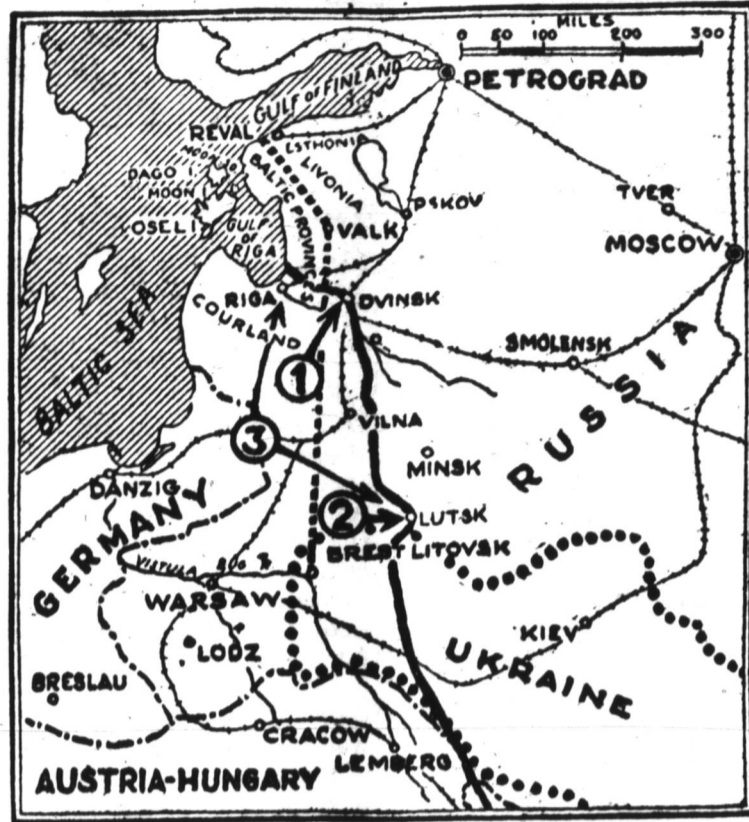 MILES
0 50 100 200 300
PETROGRAD
GULF OF FINLAND
REVAL
ESTHONIA
LIVONIA
BALTIC PROVINCES
DAGO I.
MOON
OSELI
GULF OF RIGA
PSKOV
VALK
TVER
MOSCOW
RIGA
DVINSK
COURLAND
SMOLENSK
BALTIC SEA
RUSSIA
1
VILNA
3
MINSK
DANZIG
2
LUTSK
GERMANY
BREST LITOVSK
VISTULA
BUG R.
WARSAW
KIEV
LODZ
UKRAINE
BRESLAU
CRACOW
LEMBERG
AUSTRIA-HUNGARY